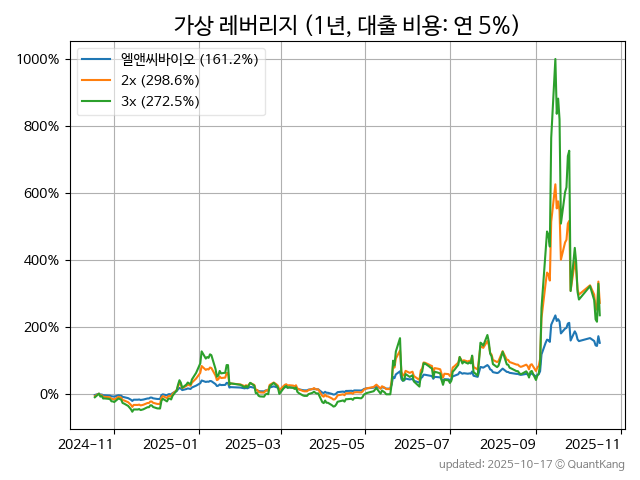 가상 레버리지 (1년, 대출 비용: 연 5%)
엘앤씨바이오 (161.2%)
2x (298.6%)
3x (272.5%)
1000%
800%
600%
400%
200%
0%
2024-11 2025-01 2025-03 2025-05 2025-07 2025-09 2025-11
updated: 2025-10-17 © QuantKang